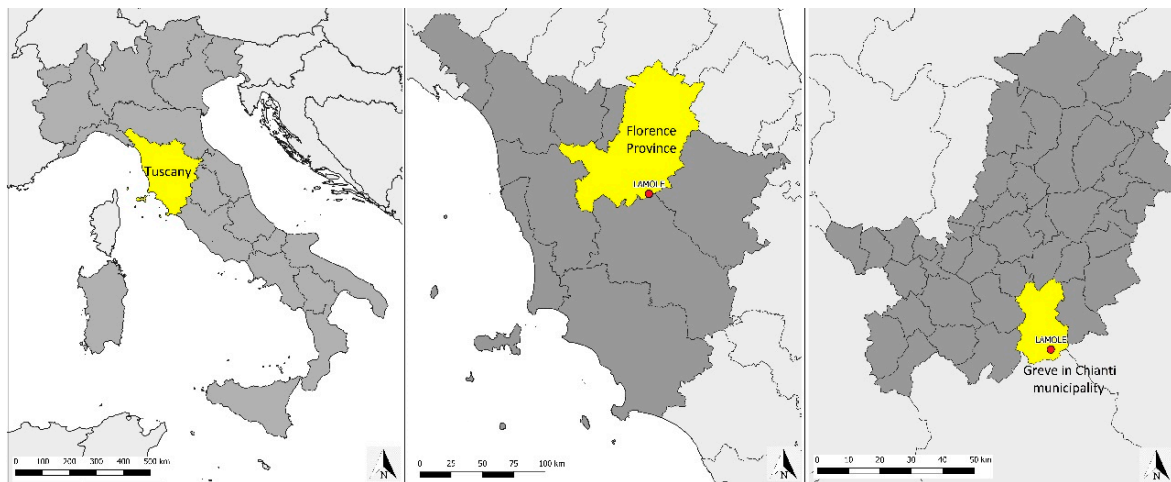 Tuscany
0 100 200 300 400 500 km
N
Florence
Province
LAMOLE
0 25 50 75 100 km
N
LAMOLE
Greve in Chianti
municipality
0 10 20 30 40 50 km
N